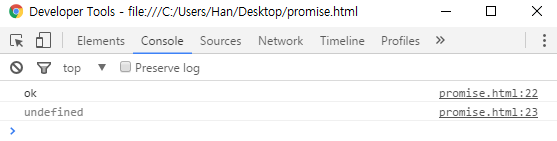 Developer Tools - file:///C:/Users/Han/Desktop/promise.html
Elements Console Sources Network Timeline Profiles »
top ▼ Preserve log
ok promise.html:22
undefined promise.html:23
>